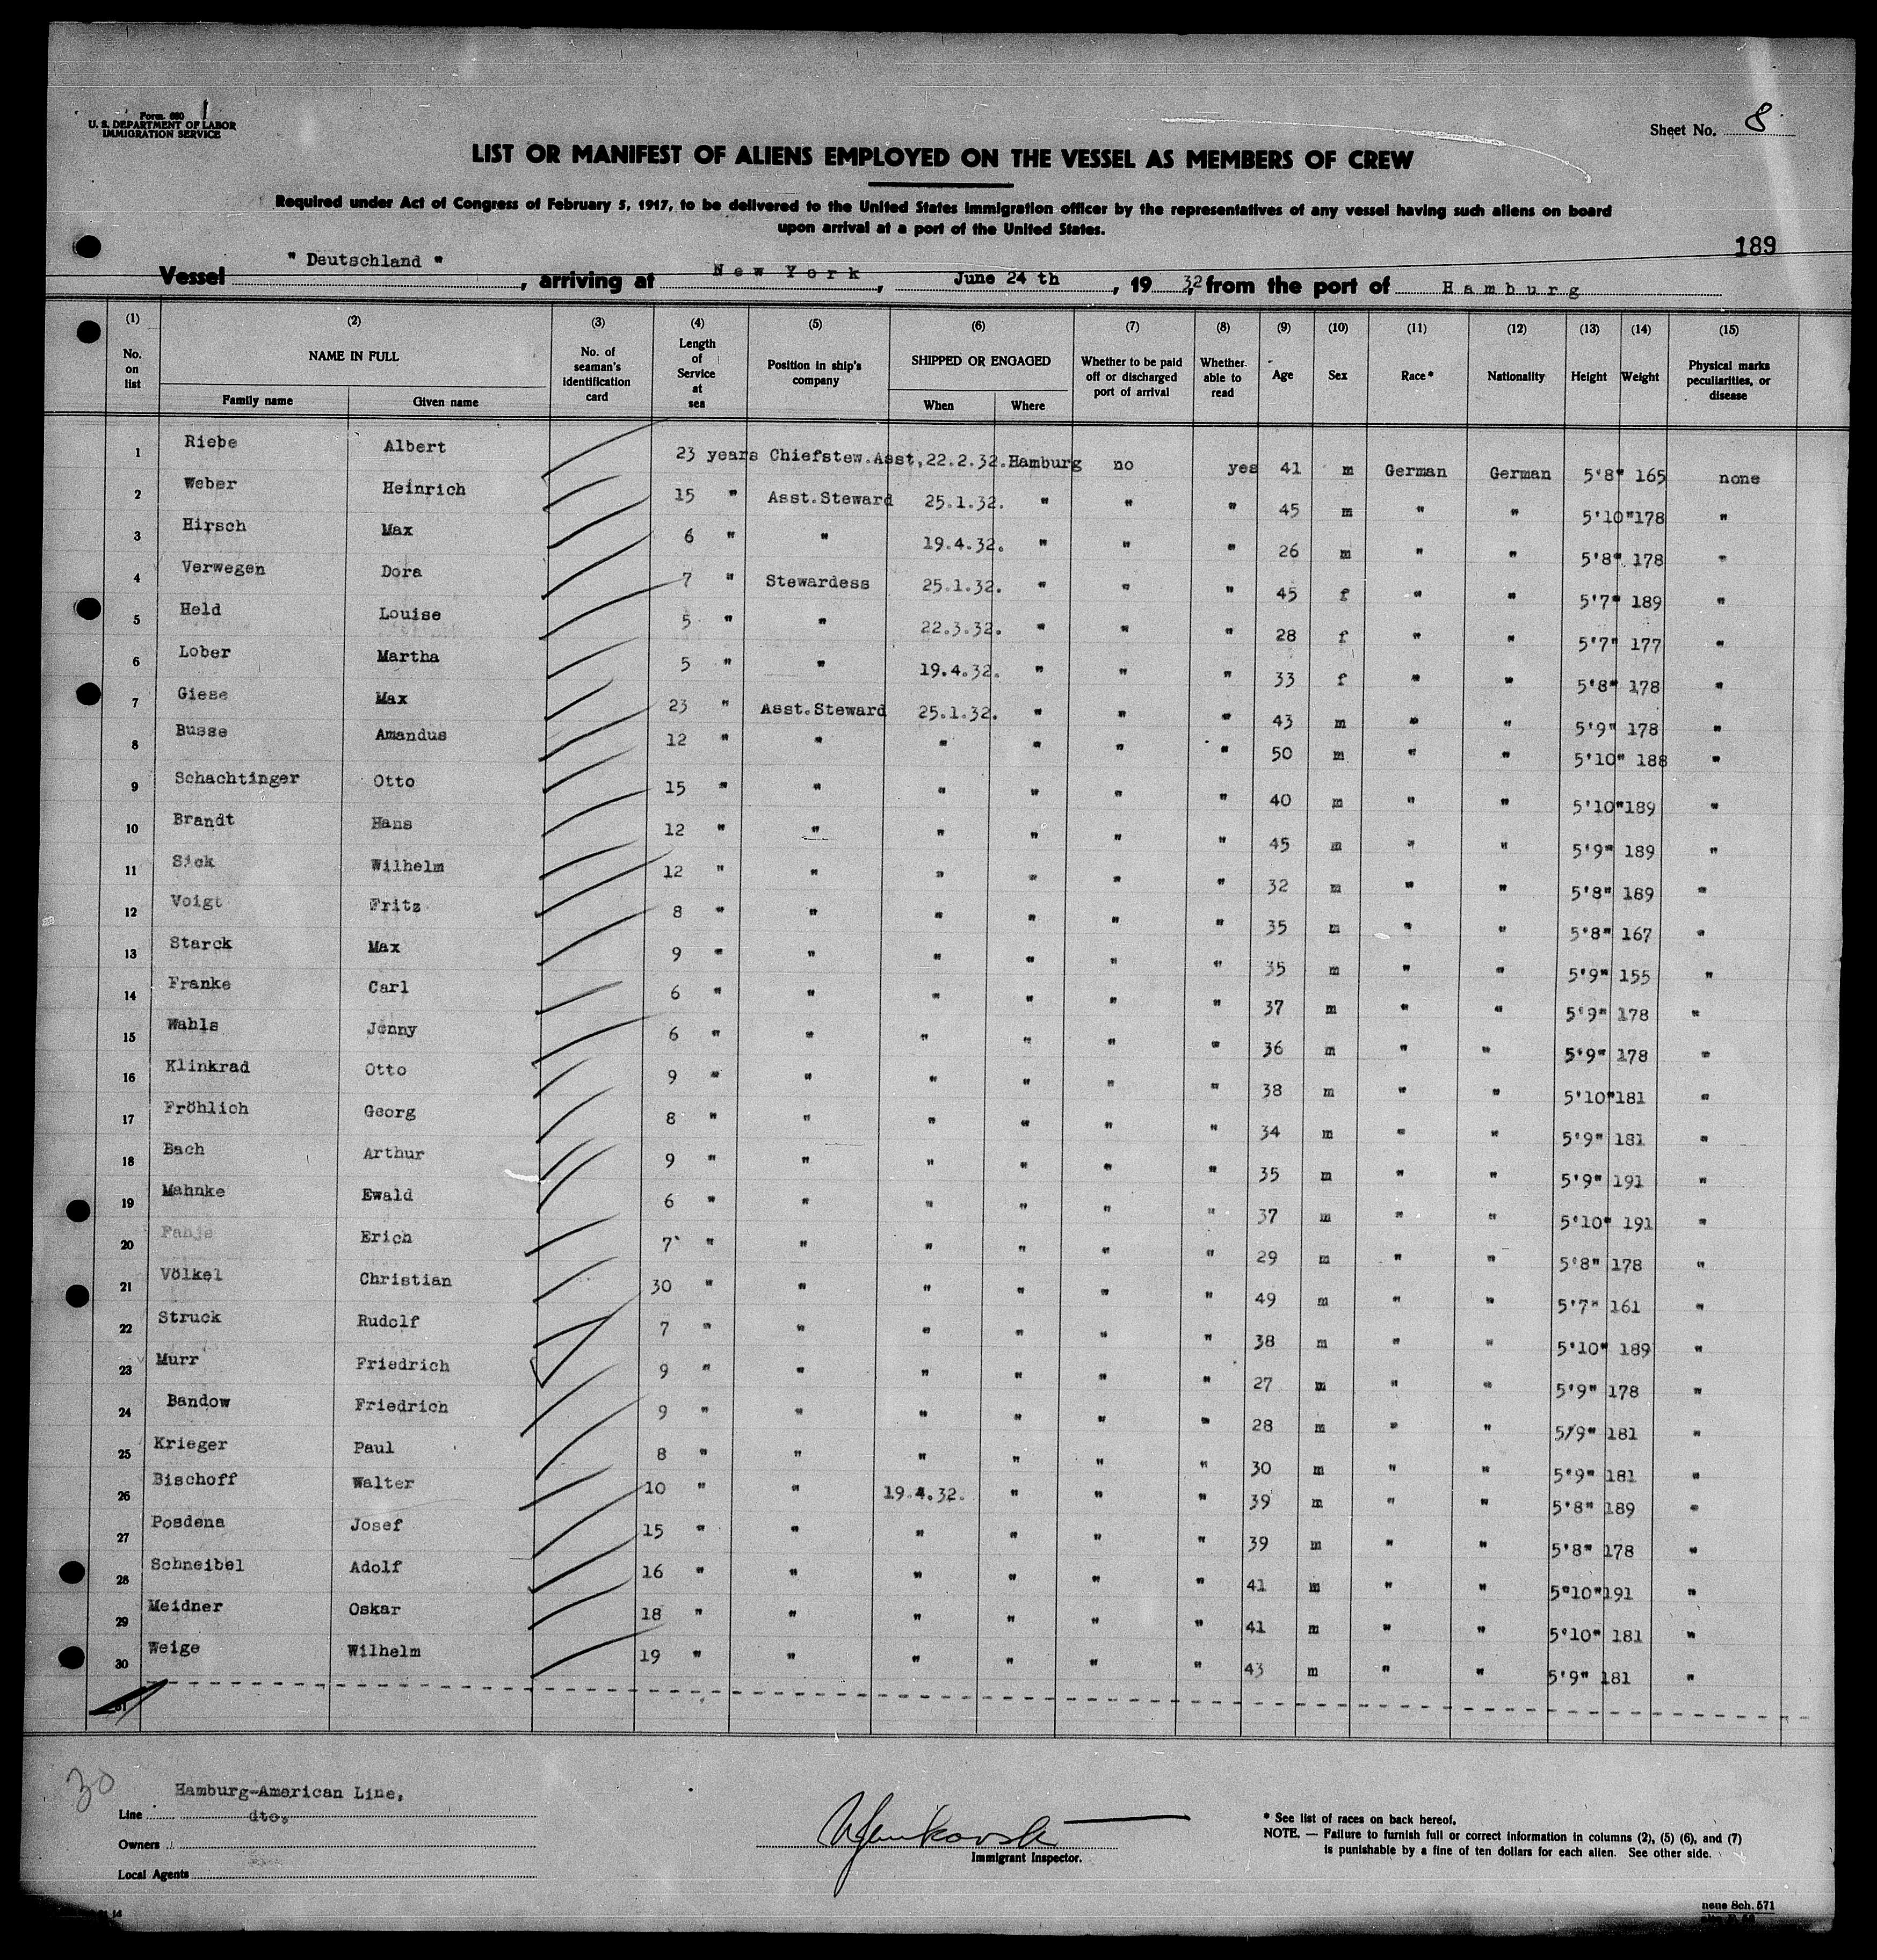 Form 680
U. S. DEPARTMENT OF LABOR
IMMIGRATION SERVICE
Sheet No. 8
LIST OR MANIFEST OF ALIENS EMPLOYED ON THE VESSEL AS MEMBERS OF CREW
Required under Act of Congress of February 5, 1917, to be delivered to the United States immigration officer by the representatives of any vessel having such aliens on board
upon arrival at a port of the United States.
189
Vessel " Deutschland ", arriving at New York, June 24 th, 1932, from the port of Hamburg
(1) (2) (3) (4) (5) (6) (7) (8) (9) (10) (11) (12) (13) (14) (15)
No. on list NAME IN FULL Family name Given name No. of seaman's identification card Length of Service at sea Position in ship's company SHIPPED OR ENGAGED When Where Whether to be paid off or discharged port of arrival Whether able to read Age Sex Race* Nationality Height Weight Physical marks peculiarities, or disease
1 Riebe Albert 23 years Chiefstew.Asst, 22.2.32. Hamburg no yes 41 m German German 5'8" 165 none
2 Weber Heinrich 15 " Asst.Steward 25.1.32. " " " 45 m " " 5'10" 178 "
3 Hirsch Max 6 " " 19.4.32. " " " 26 m " " 5'8" 178 "
4 Verwegen Dora 7 " Stewardess 25.1.32. " " " 45 f " " 5'7" 189 "
5 Held Louise 5 " " 22.3.32. " " " 28 f " " 5'7" 177 "
6 Lober Martha 5 " " 19.4.32. " " " 33 f " " 5'8" 178 "
7 Giese Max 23 " Asst.Steward 25.1.32. " " " 43 m " " 5'9" 178 "
8 Busse Amandus 12 " " " " " " 50 m " " 5'10" 188 "
9 Schachtinger Otto 15 " " " " " " 40 m " " 5'10" 189 "
10 Brandt Hans 12 " " " " " " 45 m " " 5'9" 189 "
11 Sick Wilhelm 12 " " " " " " 32 m " " 5'8" 189 "
12 Voigt Fritz 8 " " " " " " 35 m " " 5'8" 167 "
13 Starck Max 9 " " " " " " 35 m " " 5'9" 155 "
14 Franke Carl 6 " " " " " " 37 m " " 5'9" 178 "
15 Wahls Jenny 6 " " " " " " 36 m " " 5'9" 178 "
16 Klinkrad Otto 9 " " " " " " 38 m " " 5'10" 181 "
17 Fröhlich Georg 8 " " " " " " 34 m " " 5'9" 181 "
18 Bach Arthur 9 " " " " " " 35 m " " 5'9" 191 "
19 Mahnke Ewald 6 " " " " " " 37 m " " 5'10" 191 "
20 Fahje Erich 7 " " " " " " 29 m " " 5'8" 178 "
21 Völkel Christian 30 " " " " " " 49 m " " 5'7" 161 "
22 Struck Rudolf 7 " " " " " " 38 m " " 5'10" 189 "
23 Murr Friedrich 9 " " " " " " 27 m " " 5'9" 178 "
24 Bandow Friedrich 9 " " " " " " 28 m " " 5/9" 181 "
25 Krieger Paul 8 " " " " " " 30 m " " 5'9" 181 "
26 Bischoff Walter 10 " " 19.4.32. " " " 39 m " " 5'8" 189 "
27 Posdena Josef 15 " " " " " " 39 m " " 5'8" 178 "
28 Schneibel Adolf 16 " " " " " " 41 m " " 5"10" 191 "
29 Meidner Oskar 18 " " " " " " 41 m " " 5'10" 181 "
30 Weige Wilhelm 19 " " " " " " 43 m " " 5'9" 181 "
31
30
Line Hamburg-American Line,
dto,
Owners
Local Agents
Immigrant Inspector.
* See list of races on back hereof.
NOTE. — Failure to furnish full or correct information in columns (2), (5) (6), and (7)
is punishable by a fine of ten dollars for each alien. See other side.
neue Sch. 571